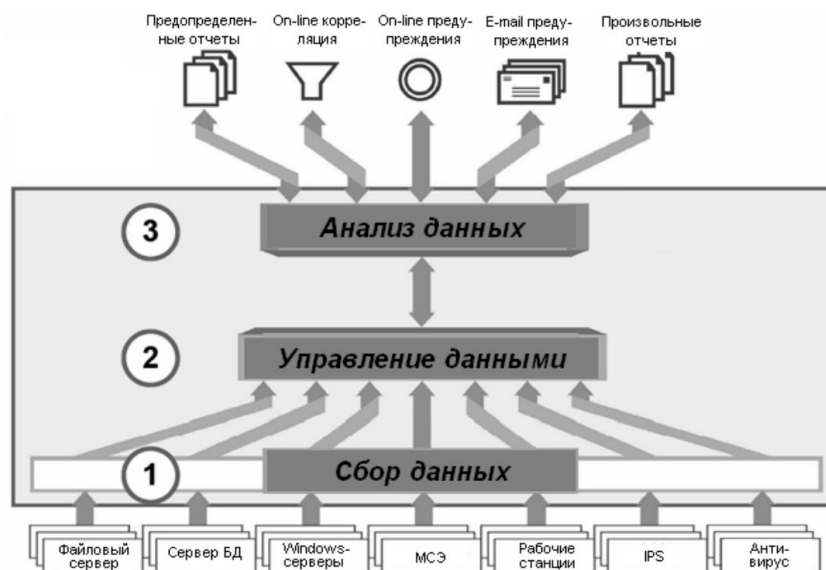 Предопределен-
ные отчеты
On-line корре-
ляция
On-line преду-
преждения
E-mail преду-
преждения
Произвольные
отчеты
3
Анализ данных
2
Управление данными
1
Сбор данных
Файловый
сервер
Сервер БД
Windows-
серверы
МСЭ
Рабочие
станции
IPS
Анти-
вирус